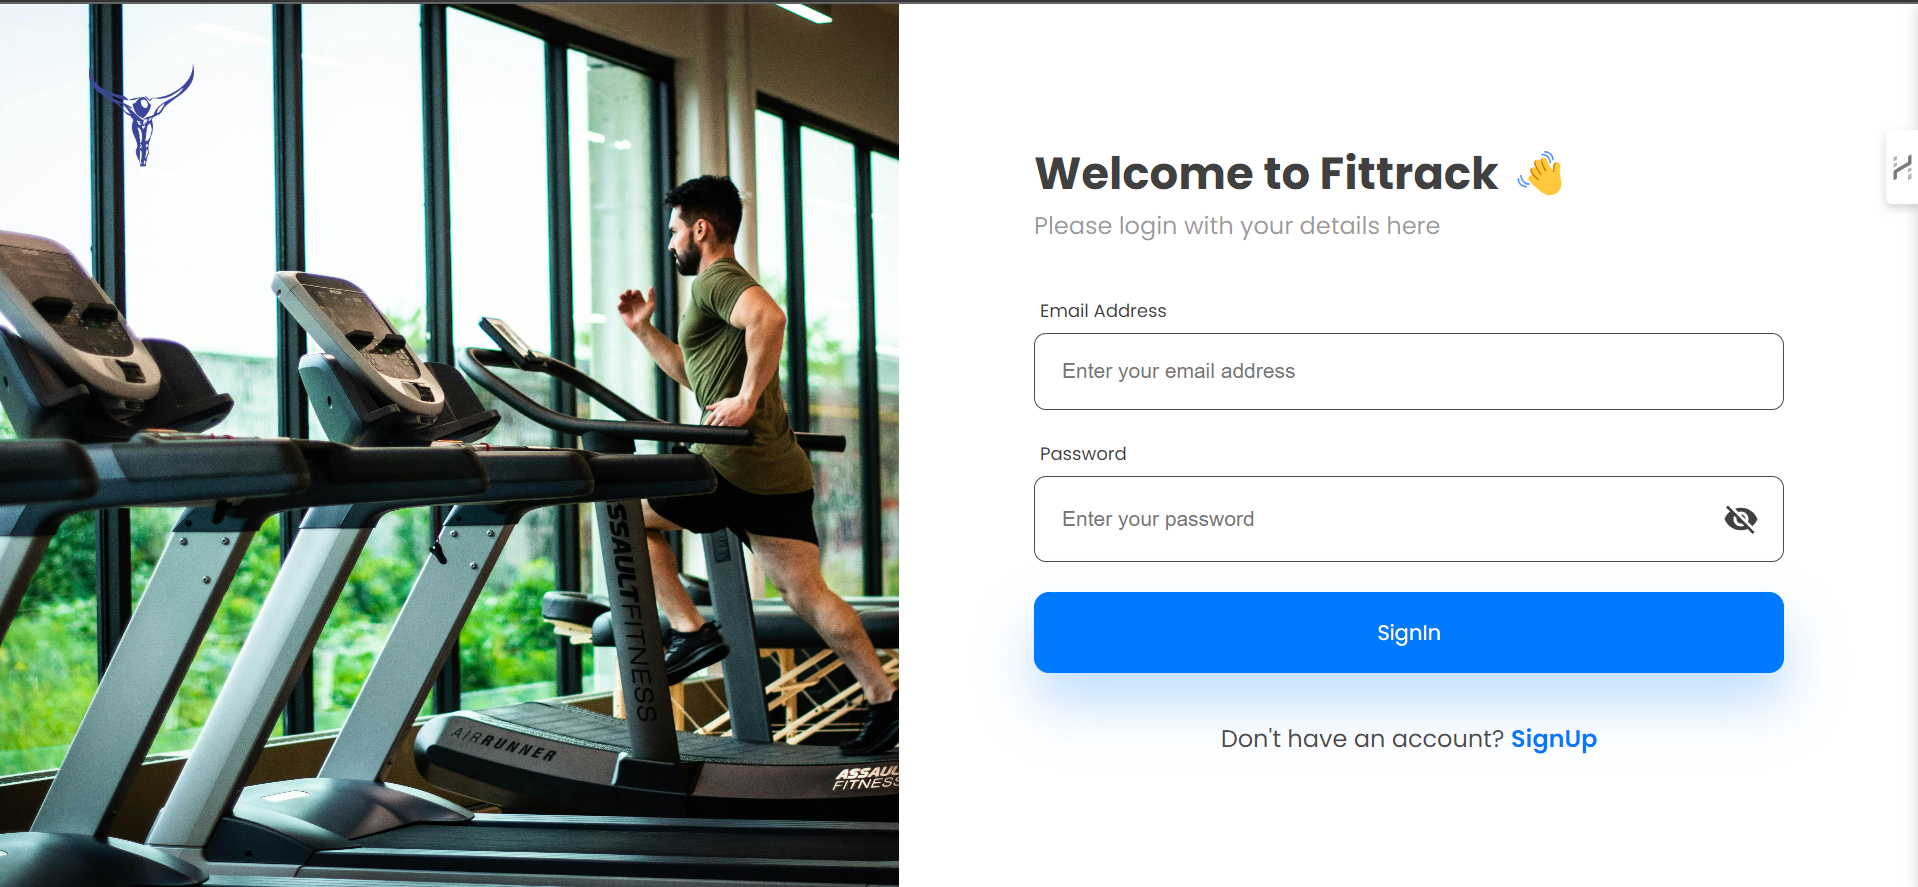 Welcome to Fittrack 👋
Please login with your details here
Email Address
Enter your email address
Password
Enter your password
SignIn
Don't have an account? SignUp
ASSAULTFITNESS
AIRRUNNER
ASSAUL
FITNESS